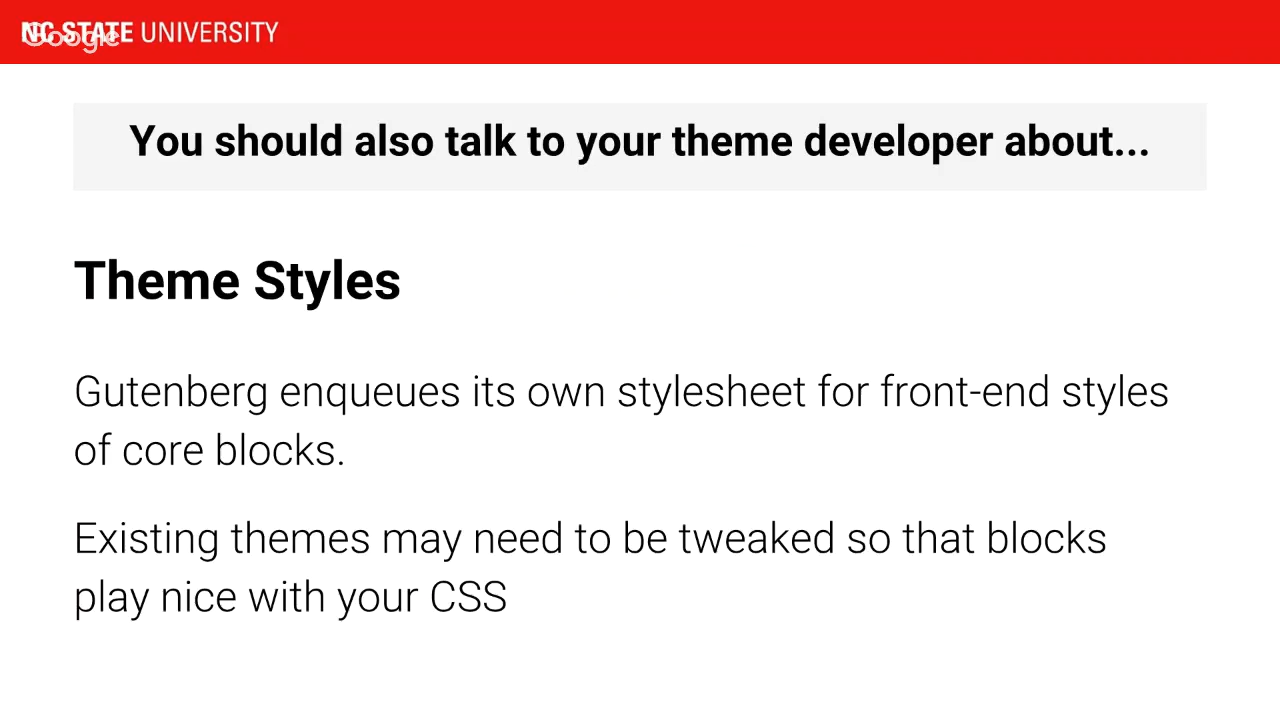 NC STATE UNIVERSITY
Google
You should also talk to your theme developer about...
Theme Styles
Gutenberg enqueues its own stylesheet for front-end styles
of core blocks.
Existing themes may need to be tweaked so that blocks
play nice with your CSS